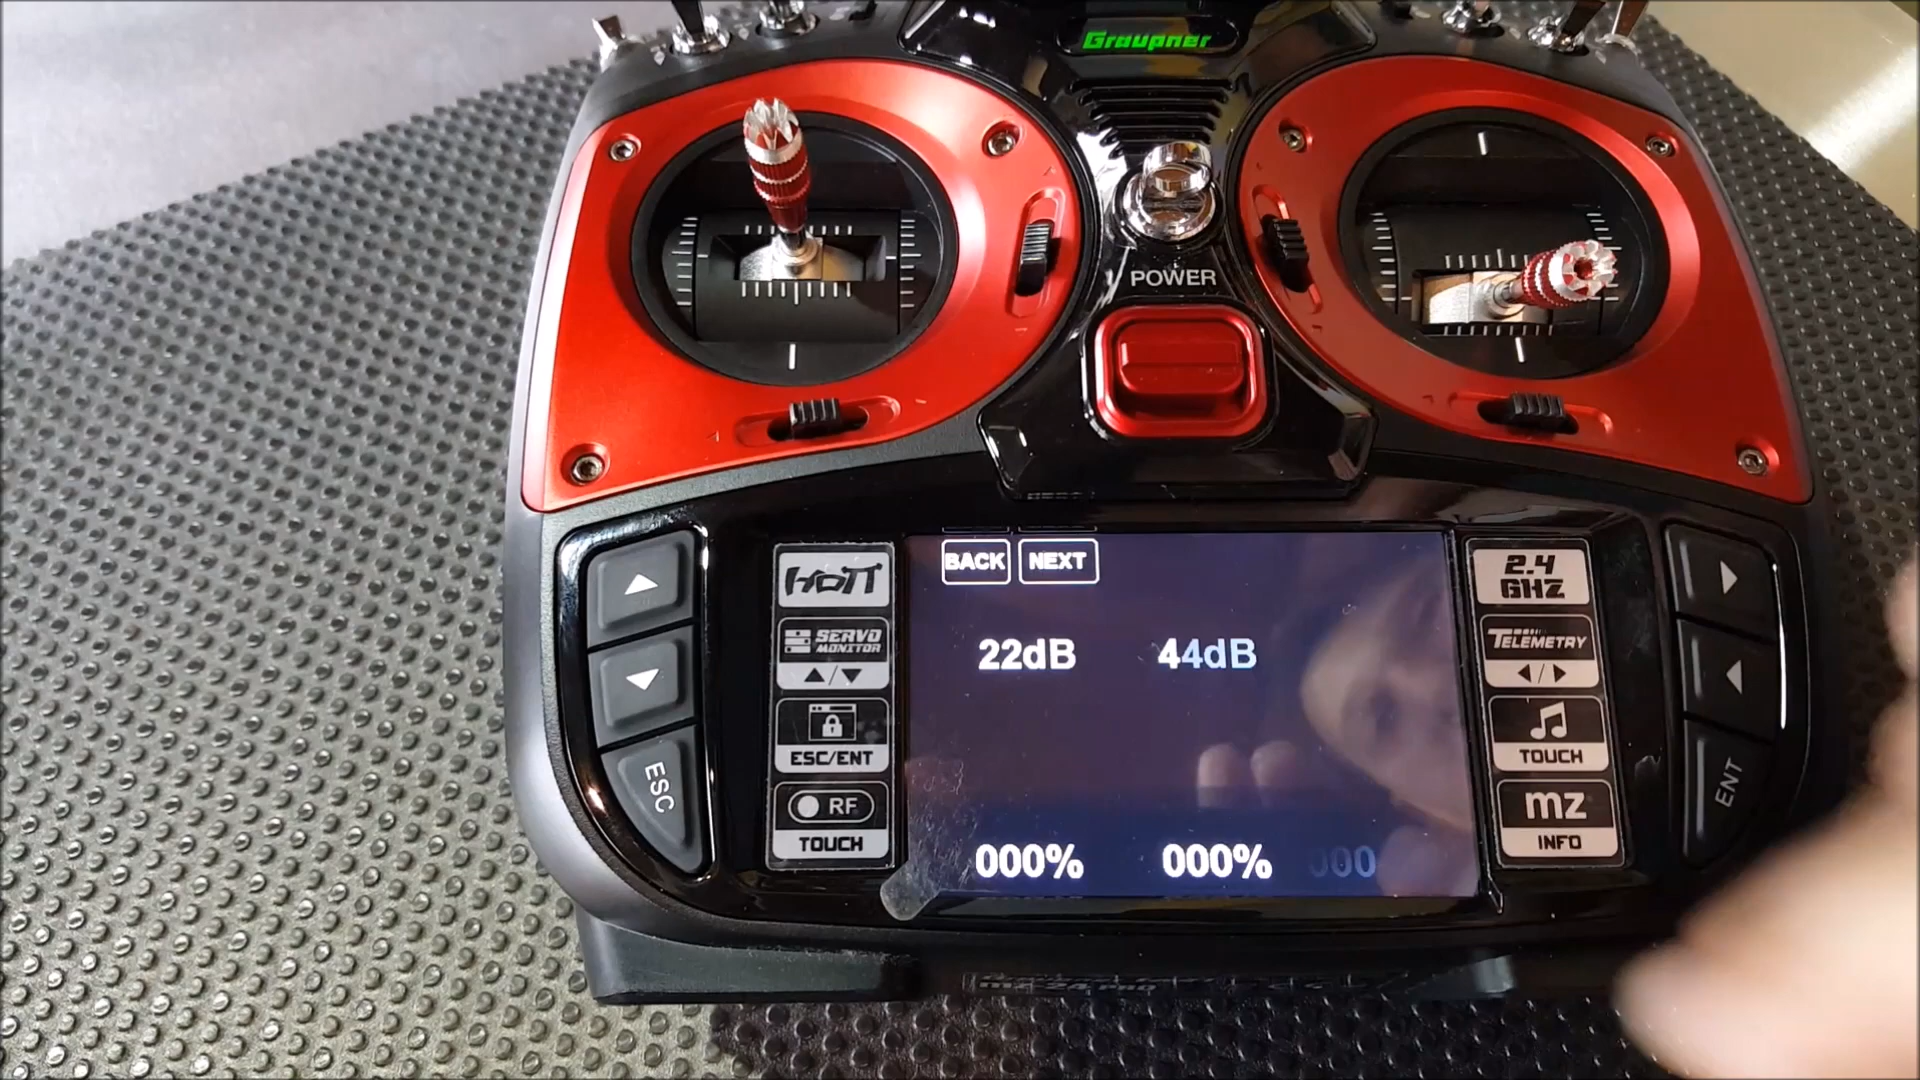 Graupner
POWER
BACK NEXT
22dB 44dB
000% 000% 000
HoTT
SERVO
MONITOR
▲/▼
ESC/ENT
RF
TOUCH
ESC
2.4
GHZ
TELEMETRY
◀/▶
TOUCH
mz
INFO
ENT